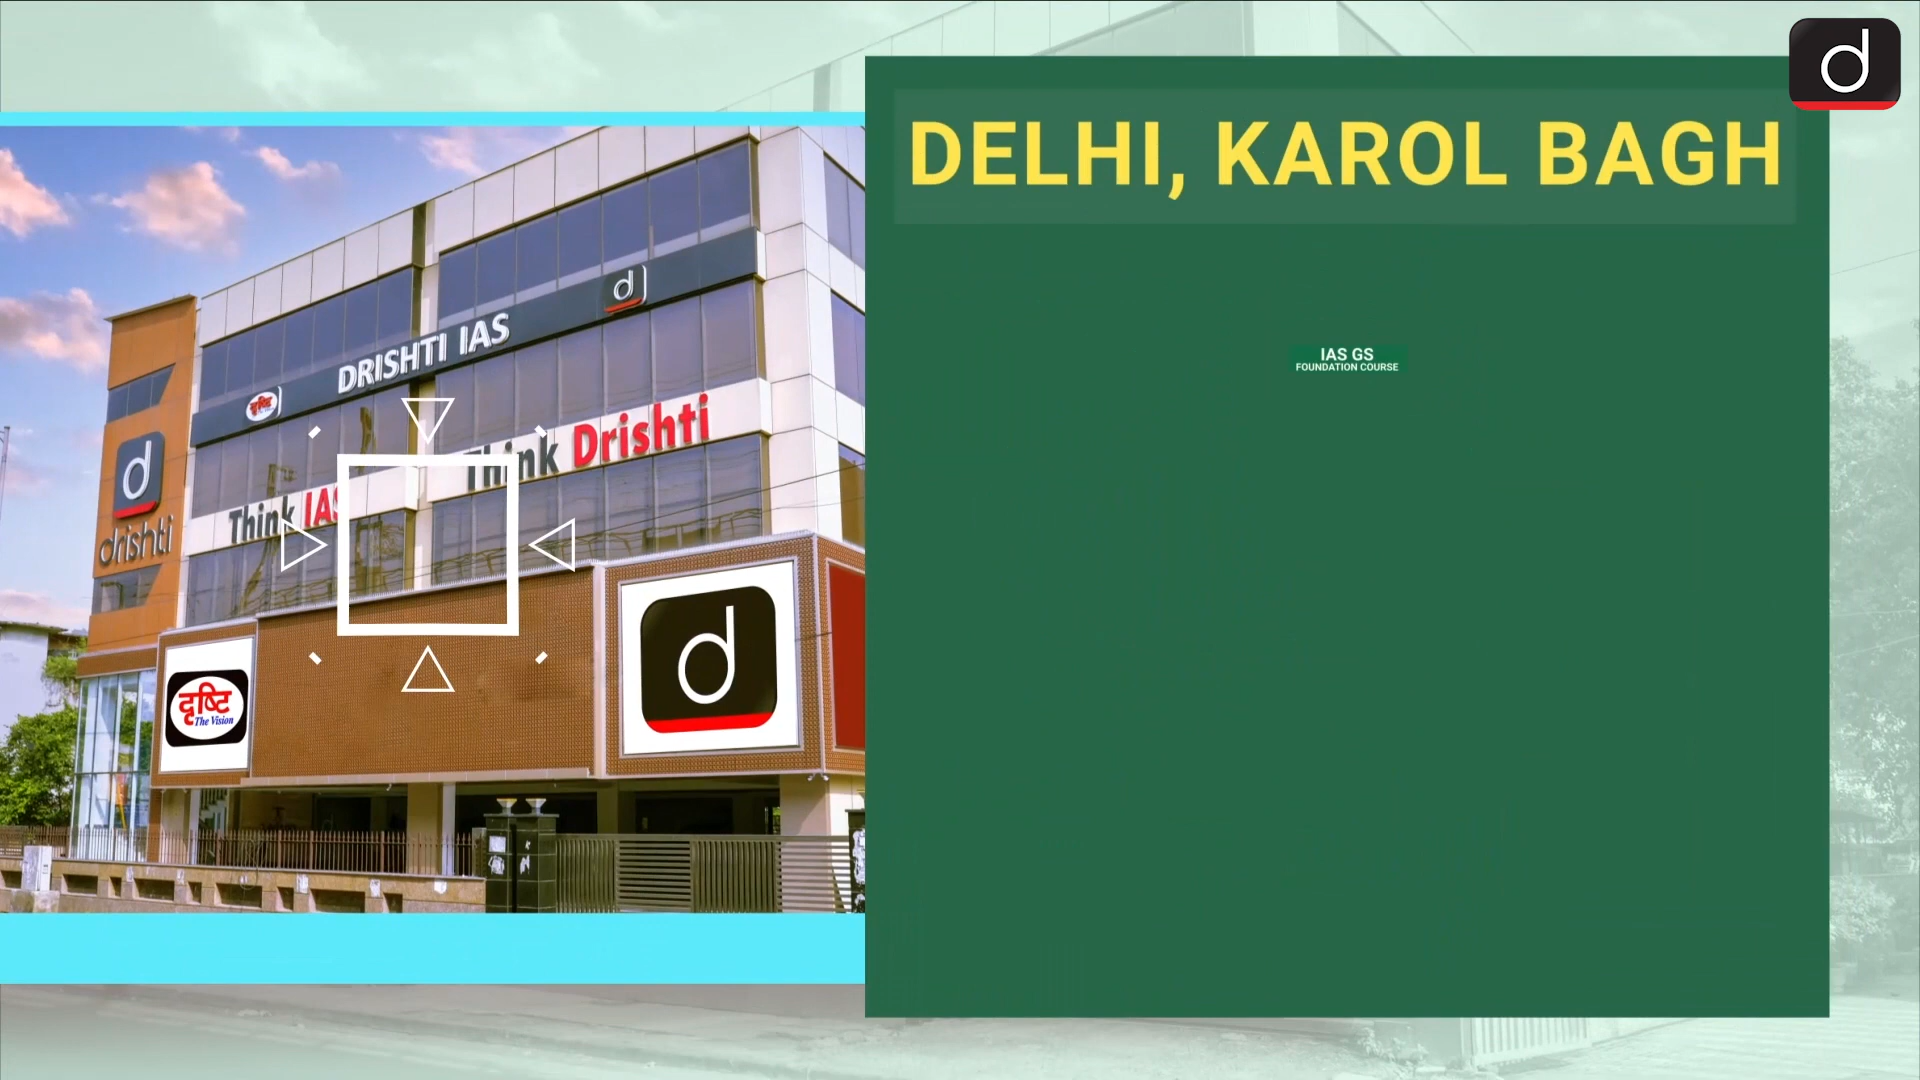 DELHI, KAROL BAGH
IAS GS
FOUNDATION COURSE
d
DRISHTI IAS
d
दृष्टि
Think Drishti
Think IAS
d
drishti
d
दृष्टि
The Vision